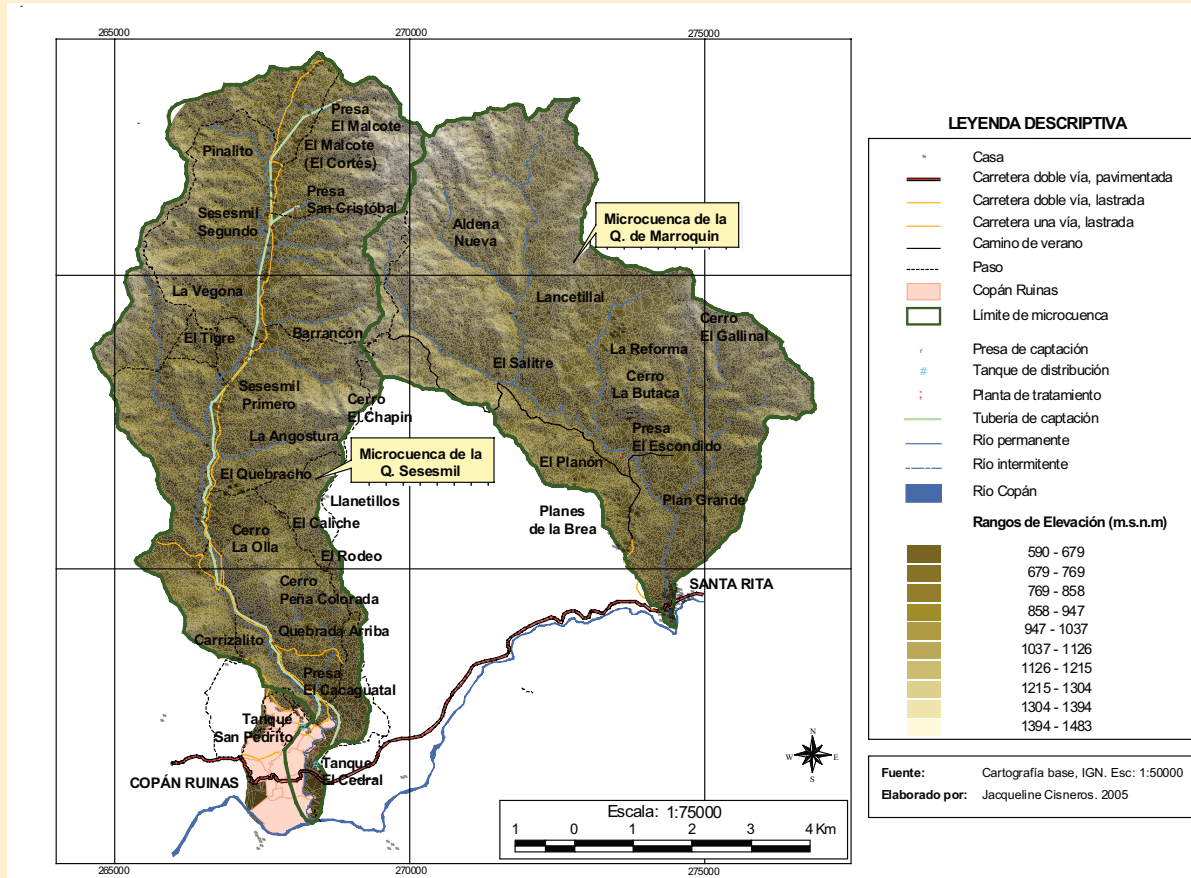 265000
270000
275000
Presa
El Malcote
El Malcote
(El Cortés)
Pinalito
Presa
San Cristóbal
Sesesmil
Segundo
Aldena
Nueva
Microcuenca de la
Q. de Marroquin
La Vegona
Lancetillal
El Tigre
Barrancón
Cerro
El Gallinal
La Reforma
El Salitre
Cerro
La Butaca
Sesesmil
Primero
Cerro
El Chapin
La Angostura
Presa
El Escondido
El Quebracho
Microcuenca de la
Q. Sesesmil
El Planón
Llanetillos
Plan Grande
El Caliche
Planes
de la Brea
Cerro
La Olla
El Rodeo
Cerro
Peña Colorada
SANTA RITA
Carrizalito
Quebrada Arriba
Presa
El Cacaguatal
Tanque
San Pedrito
Tanque
El Cedral
COPÁN RUINAS
N
W E
S
Escala: 1:75000
1 0 1 2 3 4 Km
265000
270000
275000
LEYENDA DESCRIPTIVA
Casa
Carretera doble vía, pavimentada
Carretera doble vía, lastrada
Carretera una vía, lastrada
Camino de verano
Paso
Copán Ruinas
Límite de microcuenca
r Presa de captación
# Tanque de distribución
; Planta de tratamiento
Tuberia de captación
Río permanente
Río intermitente
Río Copán
Rangos de Elevación (m.s.n.m)
590 - 679
679 - 769
769 - 858
858 - 947
947 - 1037
1037 - 1126
1126 - 1215
1215 - 1304
1304 - 1394
1394 - 1483
Fuente: Cartografía base, IGN. Esc: 1:50000
Elaborado por: Jacqueline Cisneros. 2005